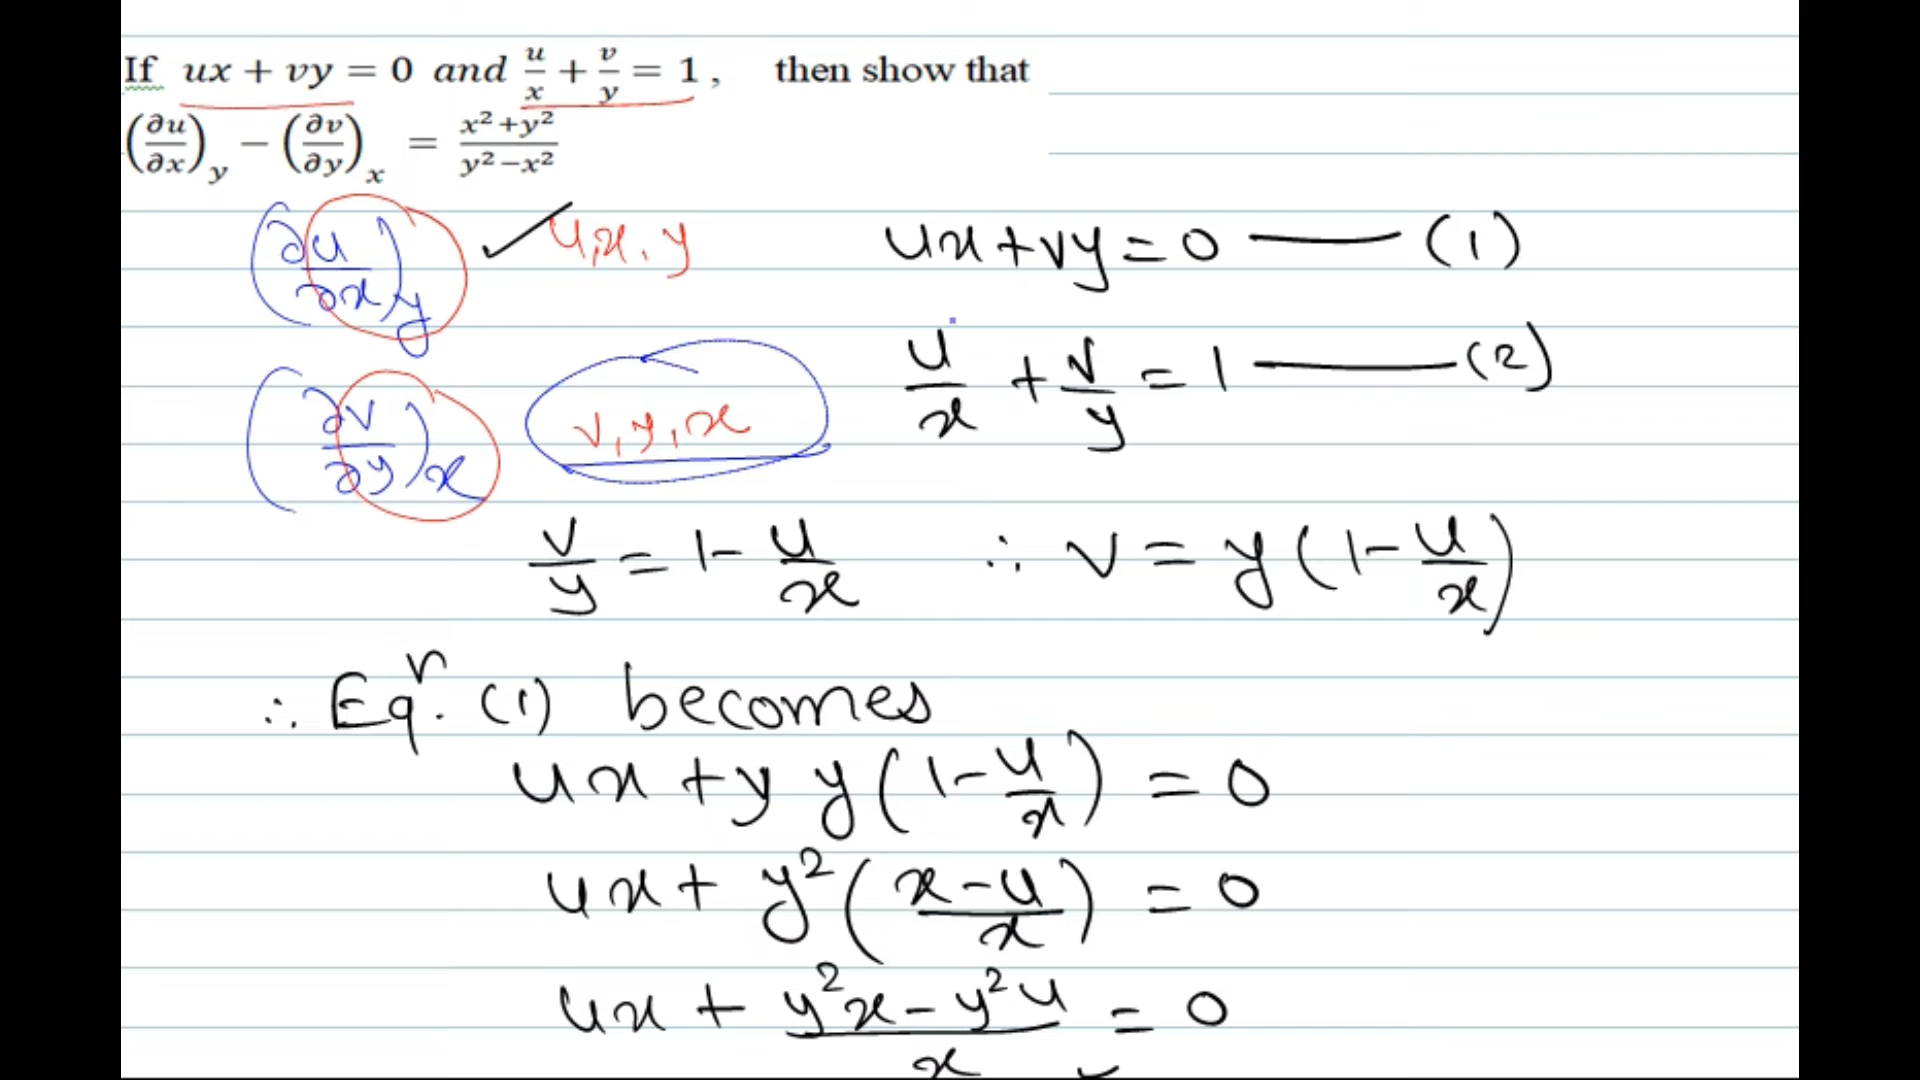 If ux + vy = 0 and u/x + v/y = 1, then show that
(∂u/∂x)_y − (∂v/∂y)_x = (x²+y²)/(y²−x²)
(∂u/∂x)_y ✓ u, x, y
ux + vy = 0 —— (1)
(∂v/∂y)_x v, y, x
u/x + v/y = 1 —— (2)
v/y = 1 − u/x ∴ v = y(1 − u/x)
∴ Eqⁿ. (1) becomes
ux + y y(1 − u/x) = 0
ux + y²((x − u)/x) = 0
ux + (y²x − y²u)/x = 0